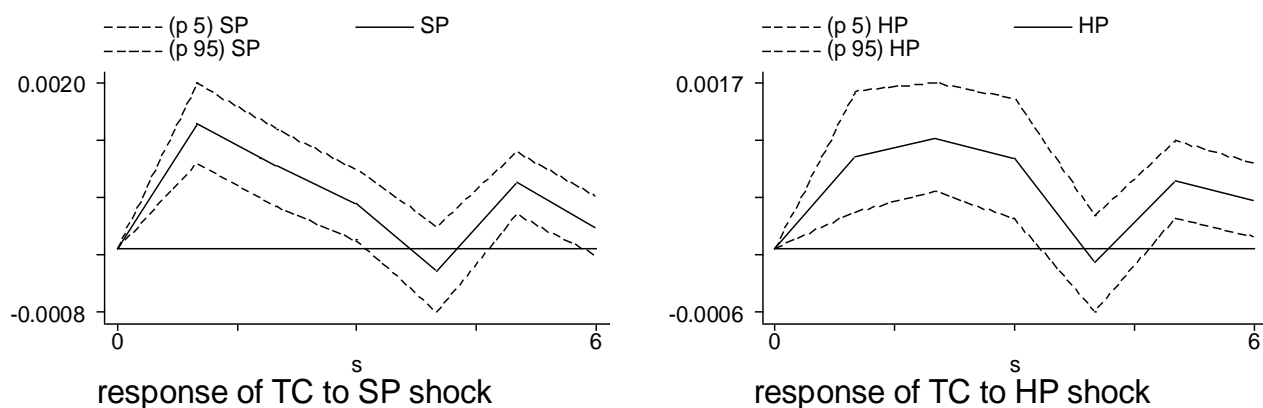 (p 5) SP SP
(p 95) SP
0.0020
-0.0008
0 6
s
response of TC to SP shock
(p 5) HP HP
(p 95) HP
0.0017
-0.0006
0 6
s
response of TC to HP shock